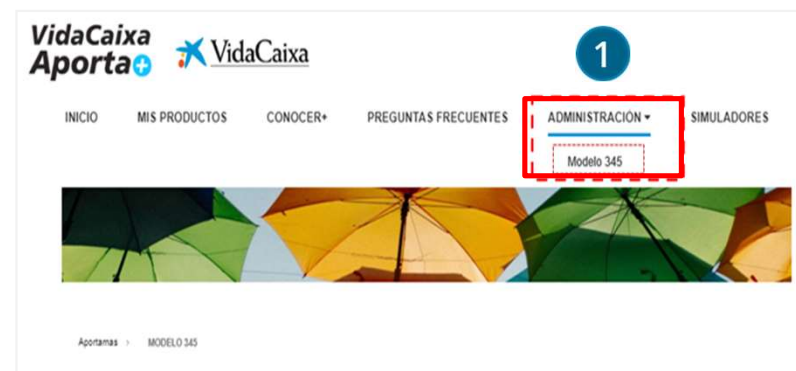 VidaCaixa
Aporta+
VidaCaixa
1
INICIO MIS PRODUCTOS CONOCER+ PREGUNTAS FRECUENTES ADMINISTRACIÓN SIMULADORES
Modelo 345
Aportamas > MODELO 345